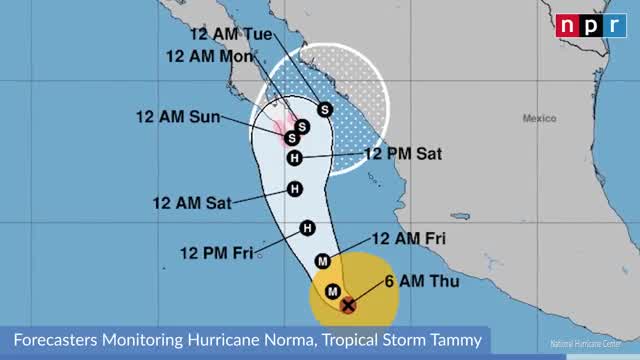 npr
12 AM Tue
12 AM Mon
12 AM Sun
S
S
S
Mexico
H
12 PM Sat
12 AM Sat
H
H
12 PM Fri
12 AM Fri
M
M
6 AM Thu
Forecasters Monitoring Hurricane Norma, Tropical Storm Tammy
National Hurricane Center